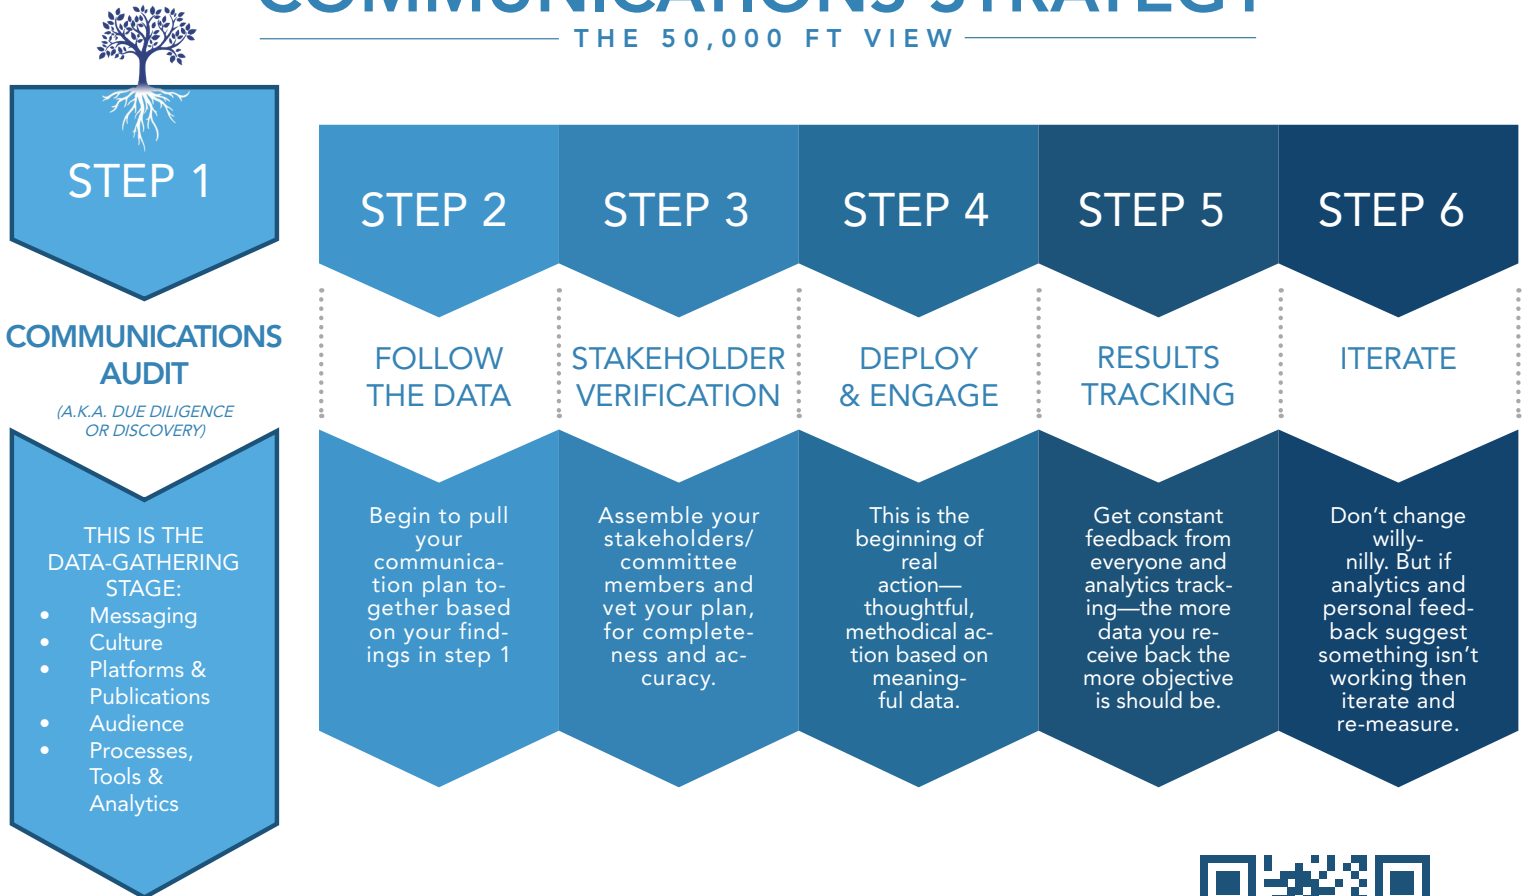 COMMUNICATIONS STRATEGY
THE 50,000 FT VIEW
STEP 1
COMMUNICATIONS
AUDIT
(A.K.A. DUE DILIGENCE
OR DISCOVERY)
THIS IS THE
DATA-GATHERING
STAGE:
• Messaging
• Culture
• Platforms &
Publications
• Audience
• Processes,
Tools &
Analytics
STEP 2
FOLLOW
THE DATA
Begin to pull
your
communica-
tion plan to-
gether based
on your find-
ings in step 1
STEP 3
STAKEHOLDER
VERIFICATION
Assemble your
stakeholders/
committee
members and
vet your plan,
for complete-
ness and ac-
curacy.
STEP 4
DEPLOY
& ENGAGE
This is the
beginning of
real
action—
thoughtful,
methodical ac-
tion based on
meaning-
ful data.
STEP 5
RESULTS
TRACKING
Get constant
feedback from
everyone and
analytics track-
ing—the more
data you re-
ceive back the
more objective
is should be.
STEP 6
ITERATE
Don’t change
willy-
nilly. But if
analytics and
personal feed-
back suggest
something isn’t
working then
iterate and
re-measure.